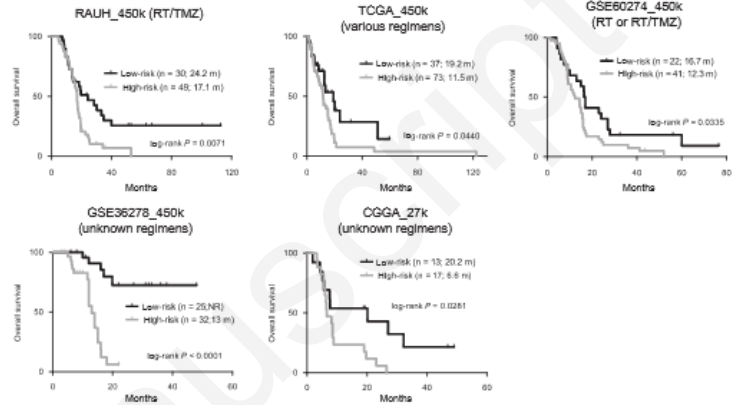 RAUH_450k (RT/TMZ)
100
50
0
Overall survival
Low-risk (n = 30; 24.2 m)
High-risk (n = 49; 17.1 m)
log-rank P = 0.0071
0 40 80 120
Months
TCGA_450k
(various regimens)
100
50
0
Overall survival
Low-risk (n = 37; 19.2 m)
High-risk (n = 73; 11.5 m)
log-rank P = 0.0440
0 40 80 120
Months
GSE60274_450k
(RT or RT/TMZ)
100
50
0
Overall survival
Low-risk (n = 22; 16.7 m)
High-risk (n = 41; 12.3 m)
log-rank P = 0.0335
0 20 40 60 80
Months
GSE36278_450k
(unknown regimens)
100
50
0
Overall survival
Low-risk (n = 25;NR)
High-risk (n = 32;13 m)
log-rank P < 0.0001
0 20 40 60
Months
CGGA_27k
(unknown regimens)
100
50
0
Overall survival
Low-risk (n = 13; 20.2 m)
High-risk (n = 17; 6.6 m)
log-rank P = 0.0261
0 20 40 60
Months